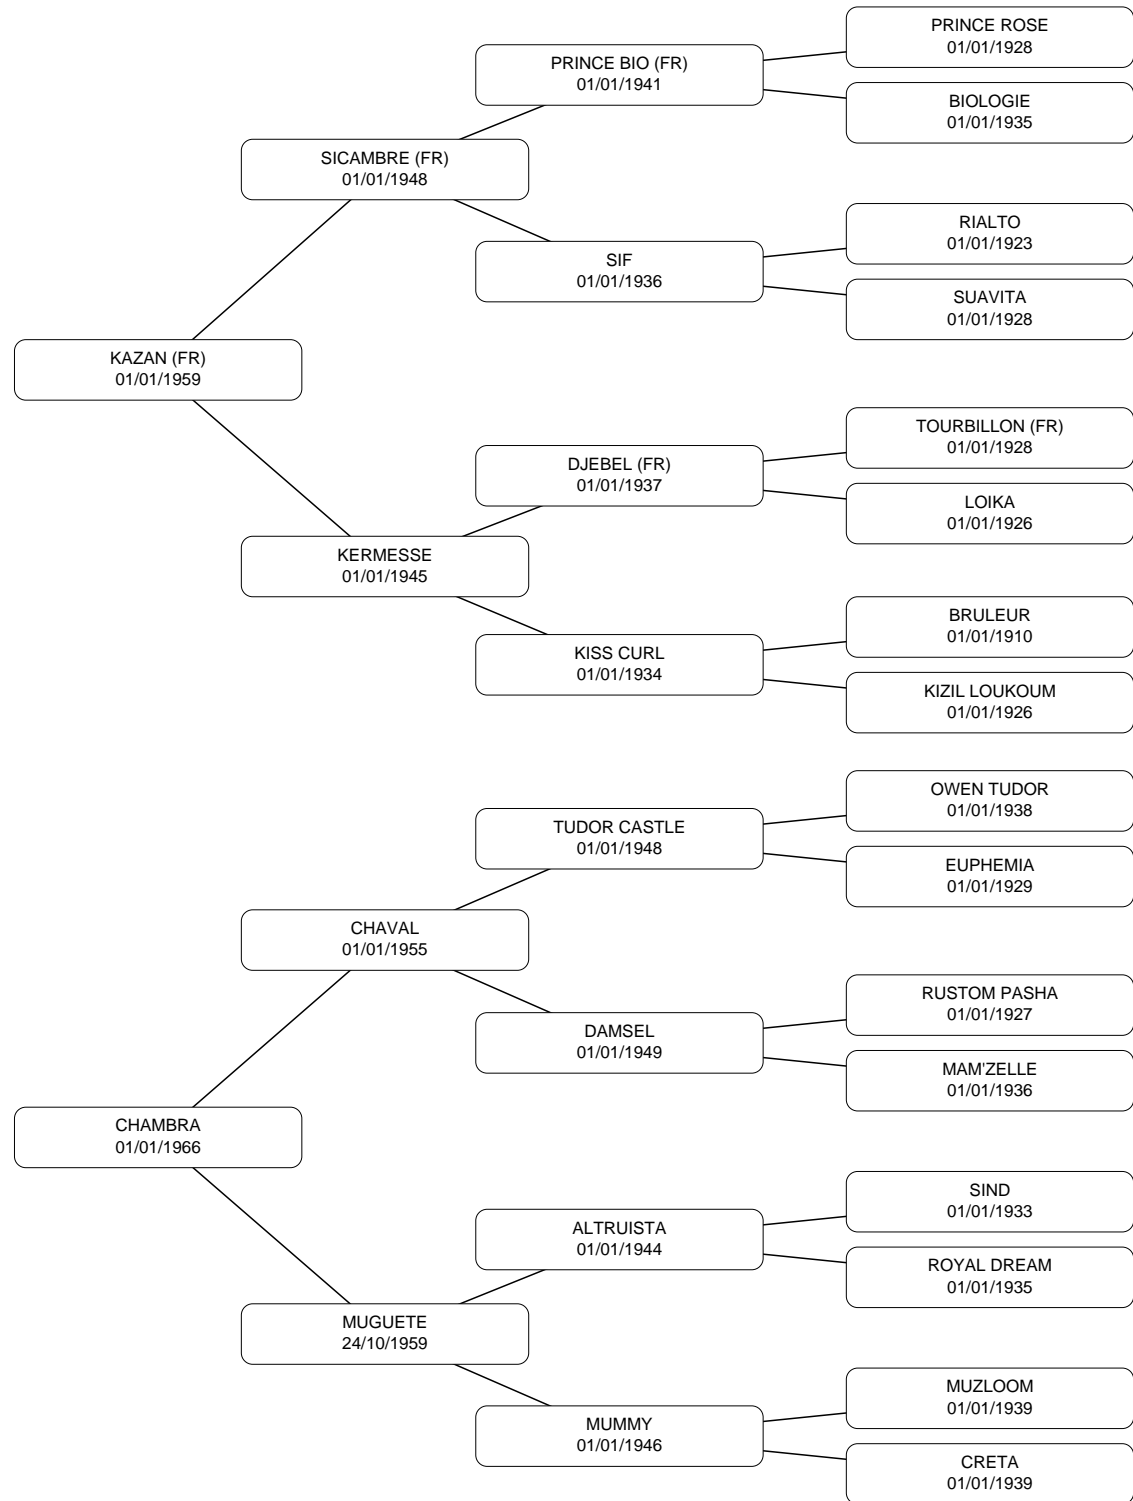 PRINCE ROSE
01/01/1928
PRINCE BIO (FR)
01/01/1941
BIOLOGIE
01/01/1935
SICAMBRE (FR)
01/01/1948
RIALTO
01/01/1923
SIF
01/01/1936
SUAVITA
01/01/1928
KAZAN (FR)
01/01/1959
TOURBILLON (FR)
01/01/1928
DJEBEL (FR)
01/01/1937
LOIKA
01/01/1926
KERMESSE
01/01/1945
BRULEUR
01/01/1910
KISS CURL
01/01/1934
KIZIL LOUKOUM
01/01/1926
OWEN TUDOR
01/01/1938
TUDOR CASTLE
01/01/1948
EUPHEMIA
01/01/1929
CHAVAL
01/01/1955
RUSTOM PASHA
01/01/1927
DAMSEL
01/01/1949
MAM'ZELLE
01/01/1936
CHAMBRA
01/01/1966
SIND
01/01/1933
ALTRUISTA
01/01/1944
ROYAL DREAM
01/01/1935
MUGUETE
24/10/1959
MUZLOOM
01/01/1939
MUMMY
01/01/1946
CRETA
01/01/1939